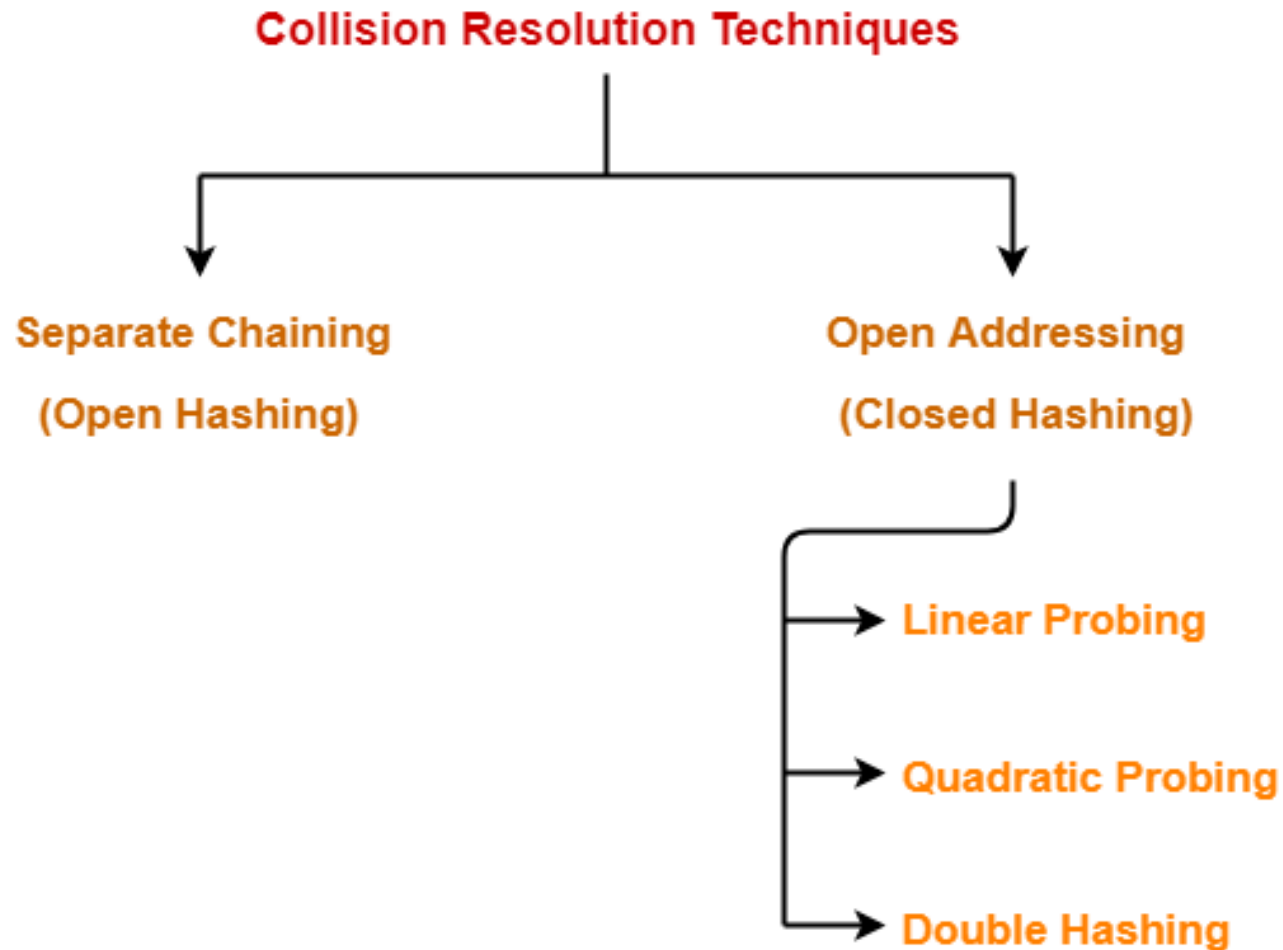 Collision Resolution Techniques
Separate Chaining
(Open Hashing)
Open Addressing
(Closed Hashing)
Linear Probing
Quadratic Probing
Double Hashing